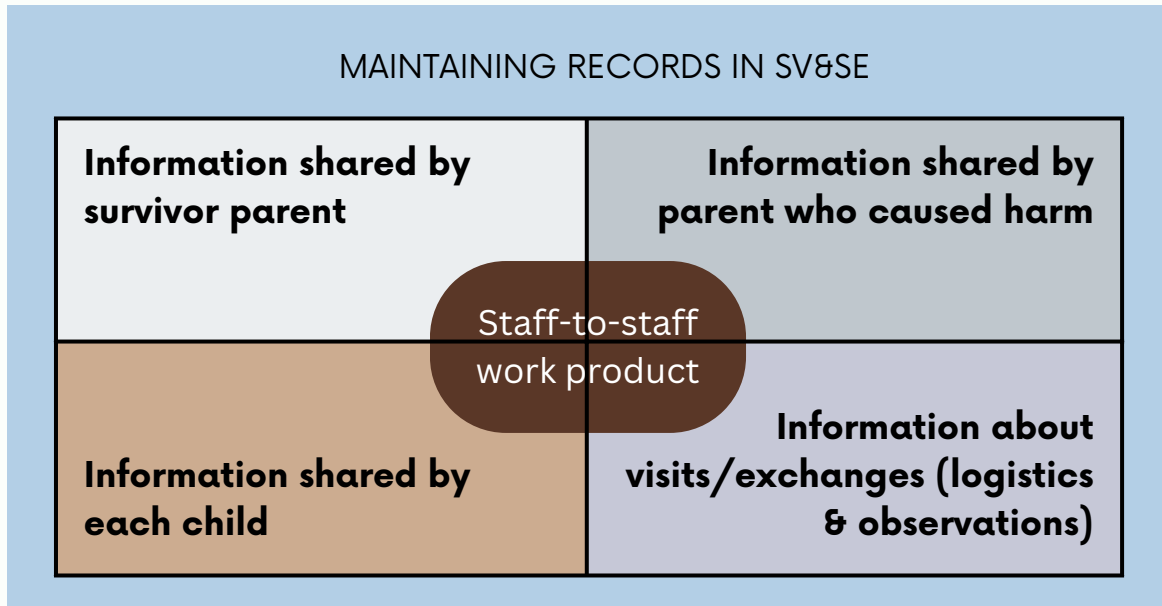 MAINTAINING RECORDS IN SV&SE
Information shared by
survivor parent
Information shared by
parent who caused harm
Staff-to-staff
work product
Information shared by
each child
Information about
visits/exchanges (logistics
& observations)